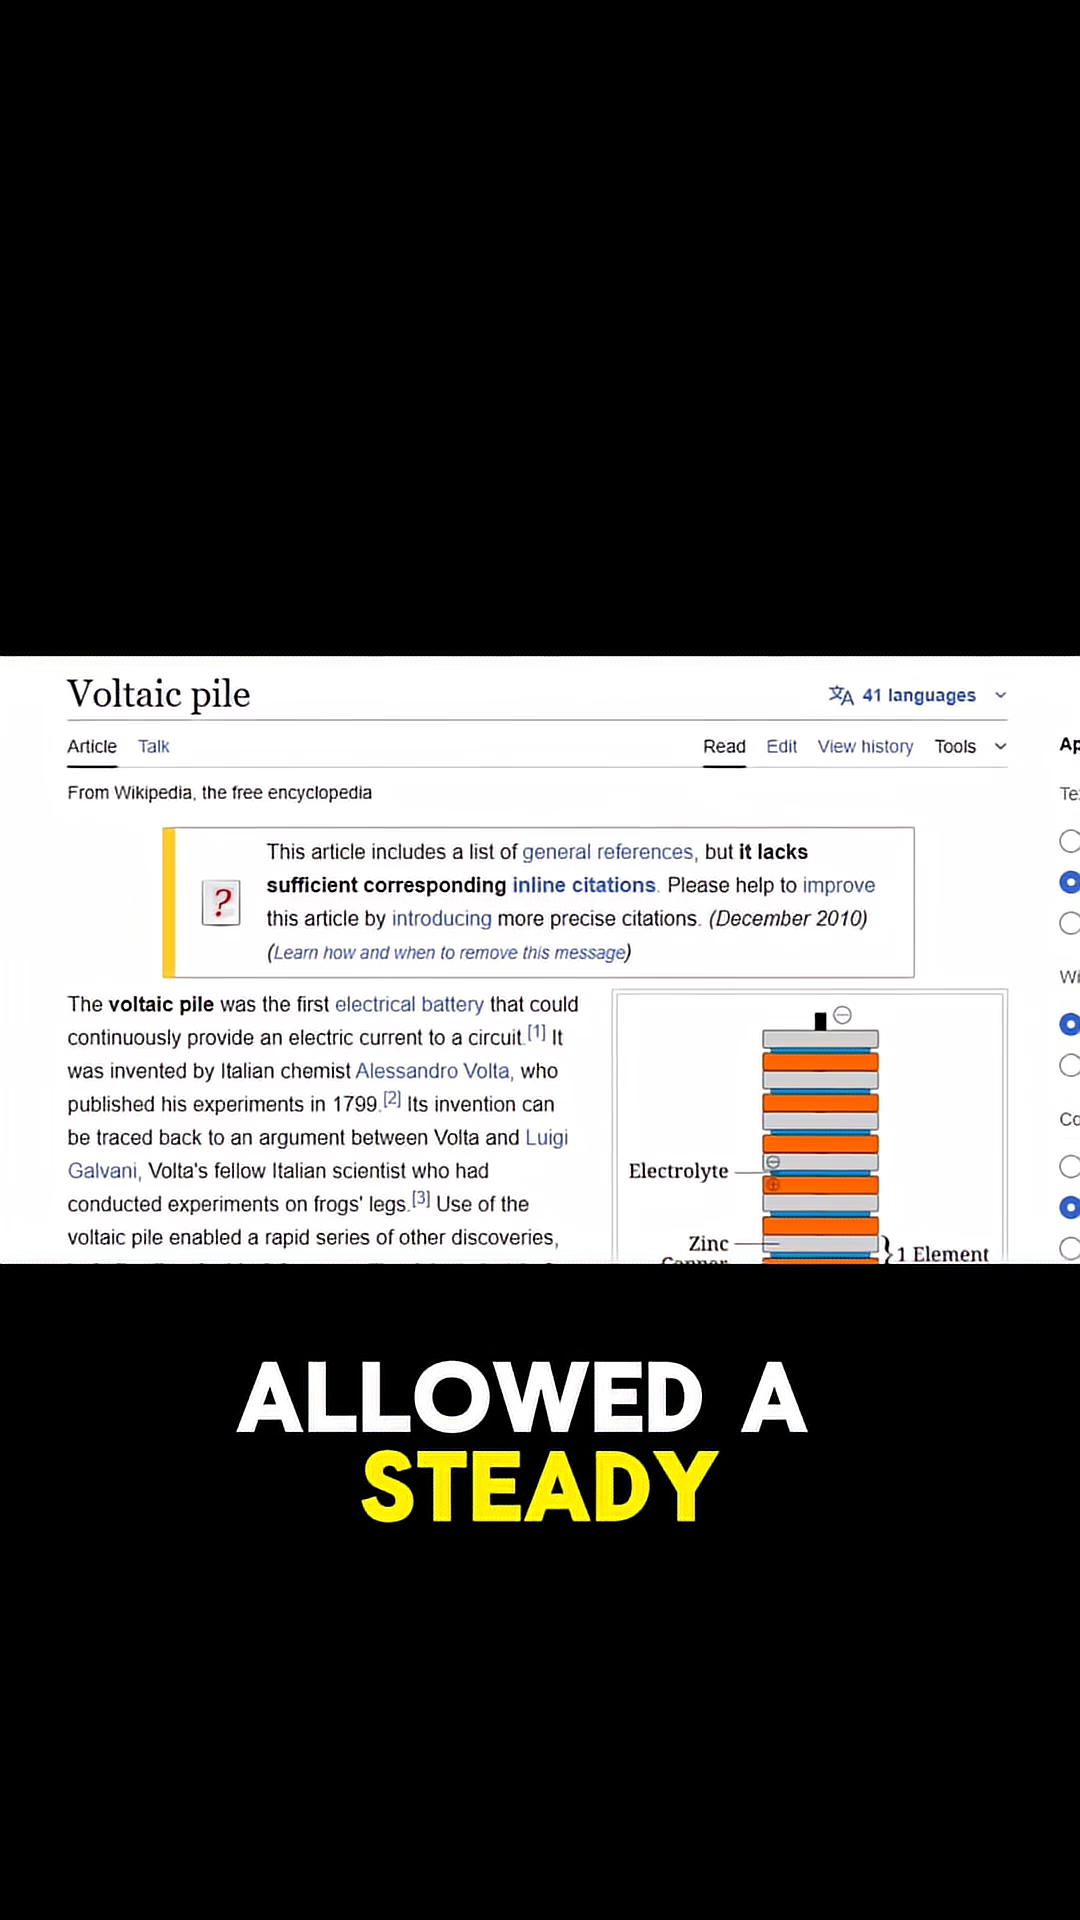 Voltaic pile
41 languages
Article Talk
Read Edit View history Tools
From Wikipedia, the free encyclopedia
This article includes a list of general references, but it lacks
sufficient corresponding inline citations. Please help to improve
this article by introducing more precise citations. (December 2010)
(Learn how and when to remove this message)
The voltaic pile was the first electrical battery that could
continuously provide an electric current to a circuit.[1] It
was invented by Italian chemist Alessandro Volta, who
published his experiments in 1799.[2] Its invention can
be traced back to an argument between Volta and Luigi
Galvani, Volta's fellow Italian scientist who had
conducted experiments on frogs' legs.[3] Use of the
voltaic pile enabled a rapid series of other discoveries,
Electrolyte
Zinc
1 Element
ALLOWED A
STEADY